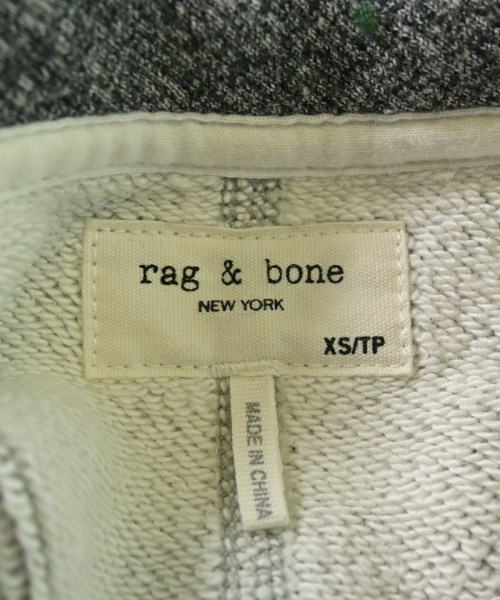 rag & bone
NEW YORK
XS/TP
MADE IN CHINA